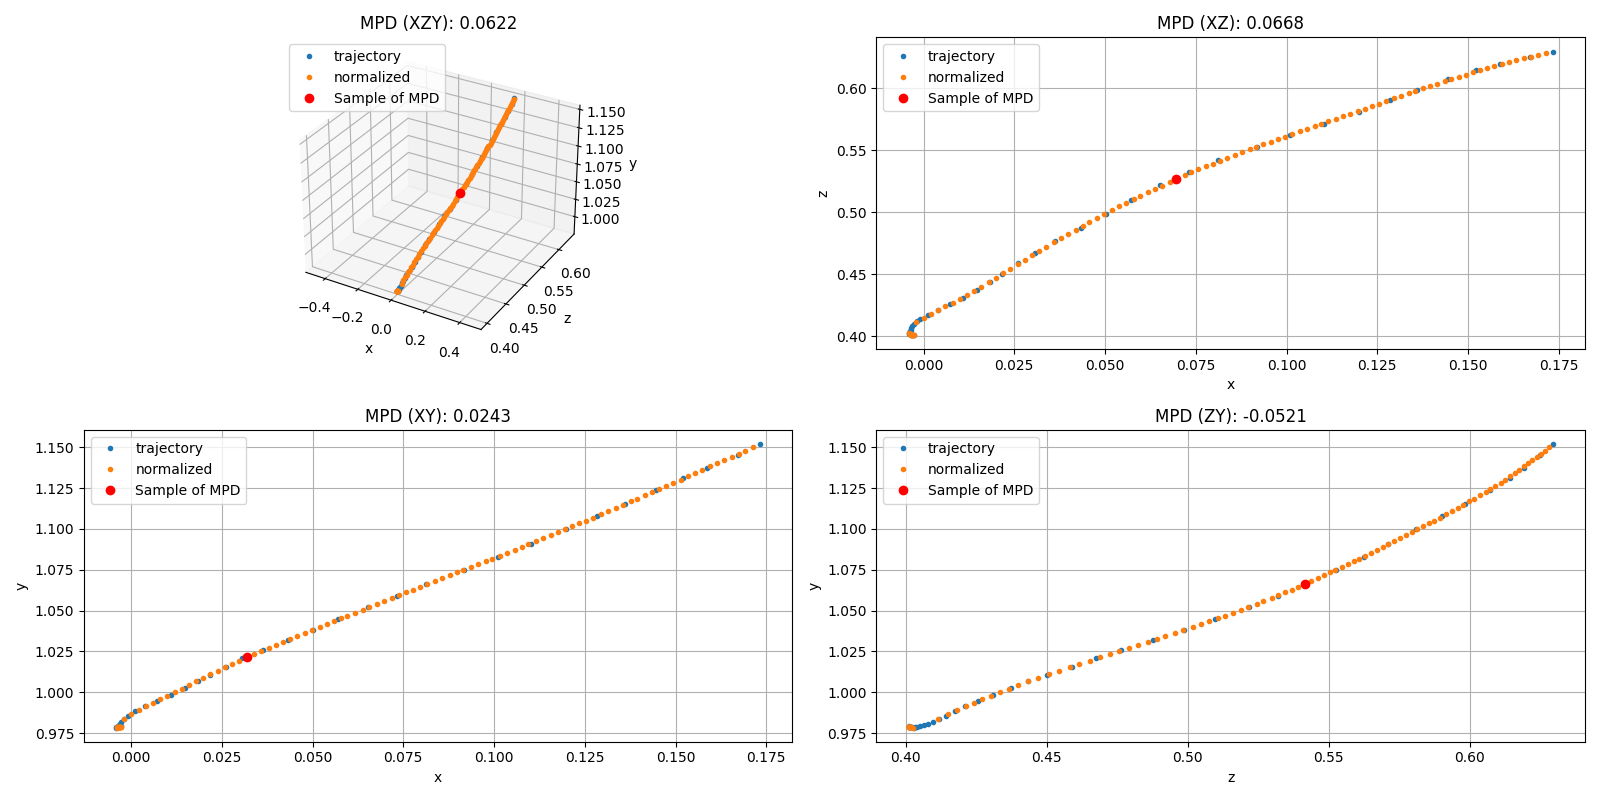 MPD (XZY): 0.0622
trajectory
normalized
Sample of MPD
1.150
1.125
1.100
1.075
1.050
1.025
1.000
y
−0.4
−0.2
0.0
0.2
0.4
x
0.40
0.45
0.50
0.55
0.60
z
MPD (XZ): 0.0668
trajectory
normalized
Sample of MPD
0.60
0.55
0.50
0.45
0.40
z
0.000 0.025 0.050 0.075 0.100 0.125 0.150 0.175
x
MPD (XY): 0.0243
trajectory
normalized
Sample of MPD
1.150
1.125
1.100
1.075
1.050
1.025
1.000
0.975
y
0.000 0.025 0.050 0.075 0.100 0.125 0.150 0.175
x
MPD (ZY): -0.0521
trajectory
normalized
Sample of MPD
1.150
1.125
1.100
1.075
1.050
1.025
1.000
0.975
y
0.40 0.45 0.50 0.55 0.60
z